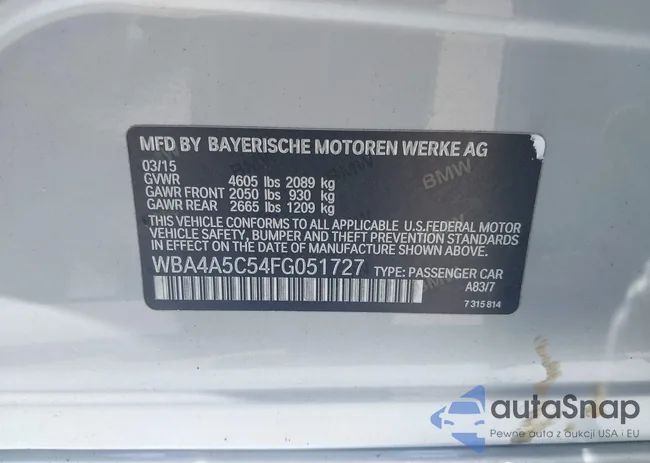 MFD BY BAYERISCHE MOTOREN WERKE AG
03/15
GVWR 4605 lbs 2089 kg
GAWR FRONT 2050 lbs 930 kg
GAWR REAR 2665 lbs 1209 kg
THIS VEHICLE CONFORMS TO ALL APPLICABLE U.S.FEDERAL MOTOR
VEHICLE SAFETY, BUMPER AND THEFT PREVENTION STANDARDS
IN EFFECT ON THE DATE OF MANUFACTURE SHOWN ABOVE.
WBA4A5C54FG051727 TYPE: PASSENGER CAR
A83/7
7 315 814
BMW
BMW
autoSnap
Pewne auta z aukcji USA i EU